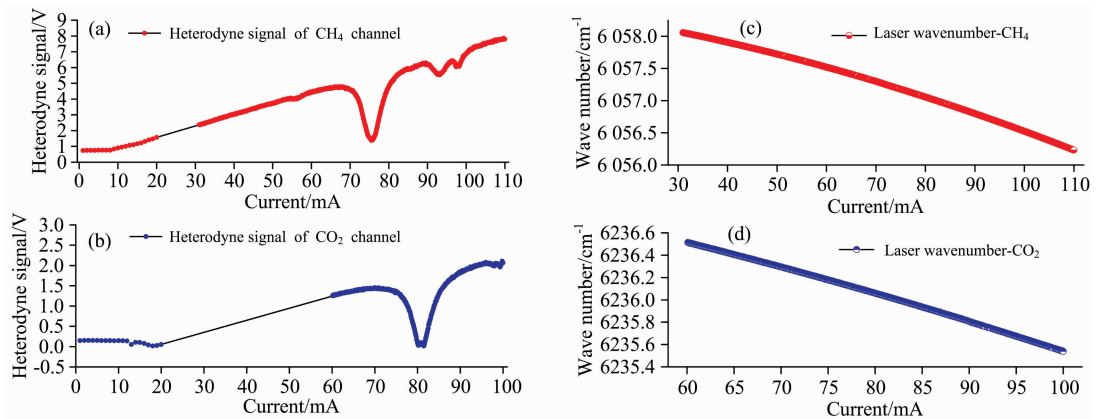 (a)
Heterodyne signal of CH₄ channel
Heterodyne signal/V
9
8
7
6
5
4
3
2
1
0
0 10 20 30 40 50 60 70 80 90 100 110
Current/mA
(c)
Laser wavenumber-CH₄
Wave number/cm⁻¹
6 058.0
6 057.5
6 057.0
6 056.5
6 056.0
30 40 50 60 70 80 90 100 110
Current/mA
(b)
Heterodyne signal of CO₂ channel
Heterodyne signal/V
3.0
2.5
2.0
1.5
1.0
0.5
0.0
-0.5
0 10 20 30 40 50 60 70 80 90 100
Current/mA
(d)
Laser wavenumber-CO₂
Wave number/cm⁻¹
6236.6
6236.4
6236.2
6236.0
6235.8
6235.6
6235.4
60 65 70 75 80 85 90 95 100
Current/mA